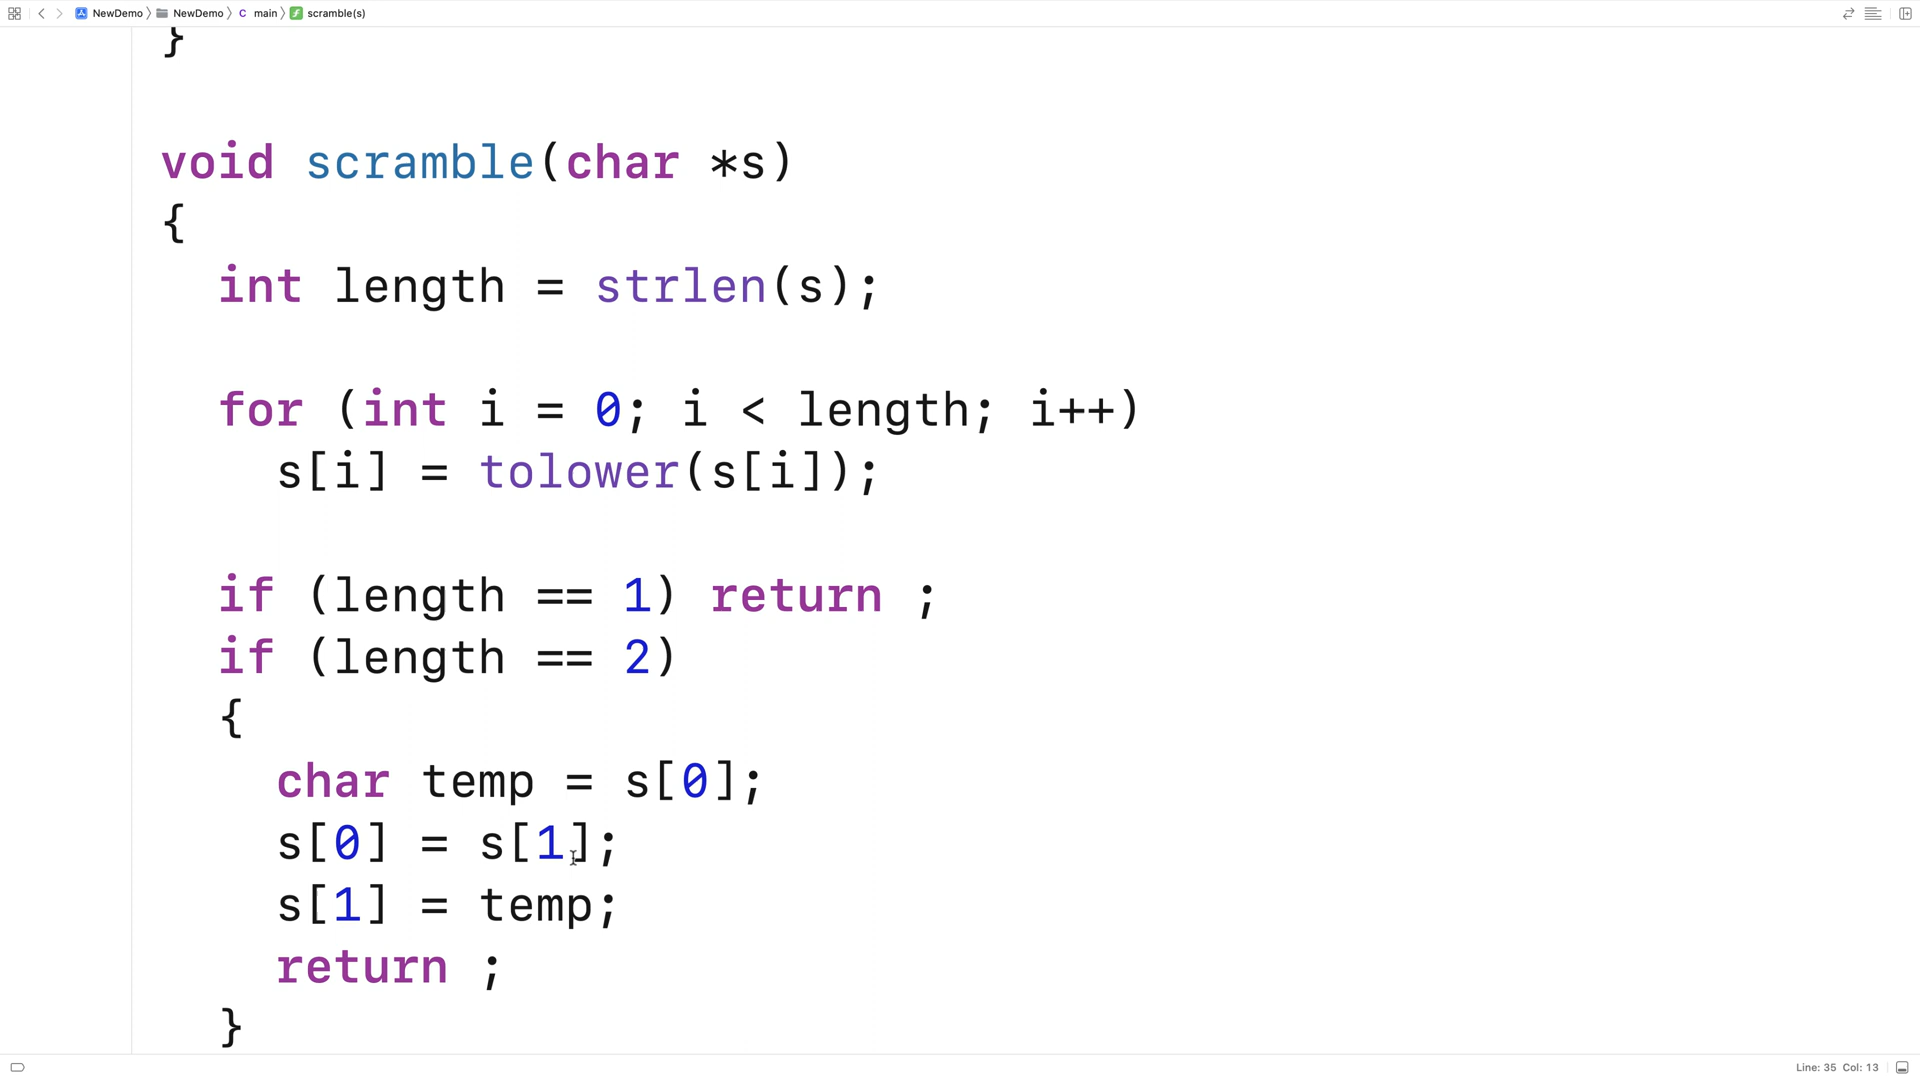 NewDemo 〉 NewDemo 〉 C main 〉 f scramble(s)
}
void scramble(char *s)
{
int length = strlen(s);
for (int i = 0; i < length; i++)
s[i] = tolower(s[i]);
if (length == 1) return ;
if (length == 2)
{
char temp = s[0];
s[0] = s[1];
s[1] = temp;
return ;
}
Line: 35 Col: 13